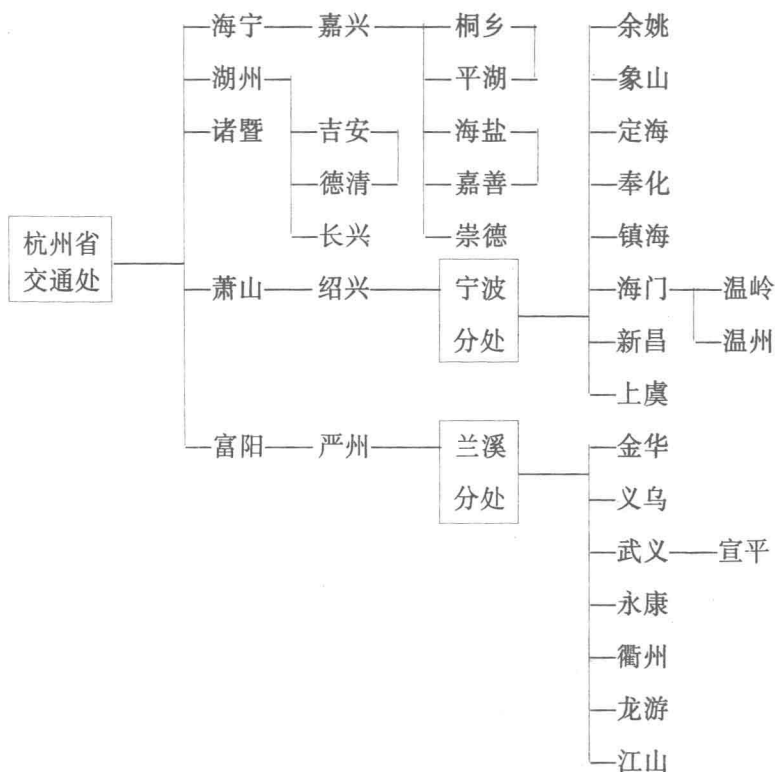 海宁 嘉兴 桐乡 余姚
湖州 平湖 象山
诸暨 吉安 海盐 定海
德清 嘉善 奉化
杭州省
交通处
长兴 崇德 镇海
萧山 绍兴 宁波
分处
海门 温岭
新昌 温州
上虞
富阳 严州 兰溪
分处
金华
义乌
武义 宣平
永康
衢州
龙游
江山